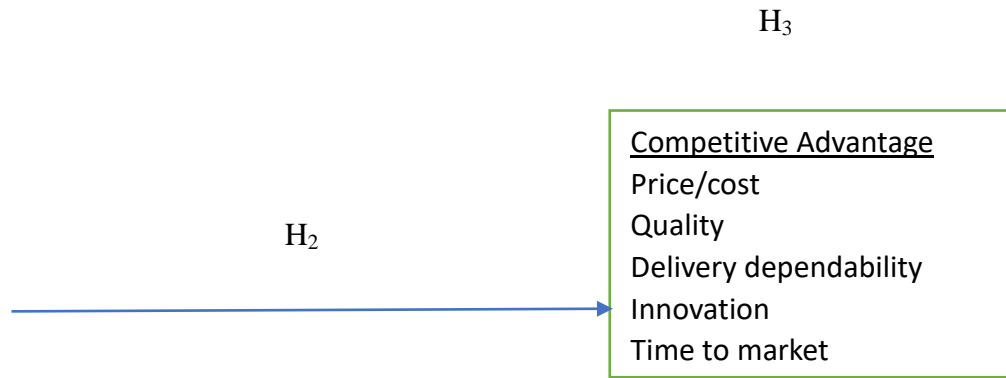 H₃
Competitive Advantage
Price/cost
Quality
H₂
Delivery dependability
Innovation
Time to market